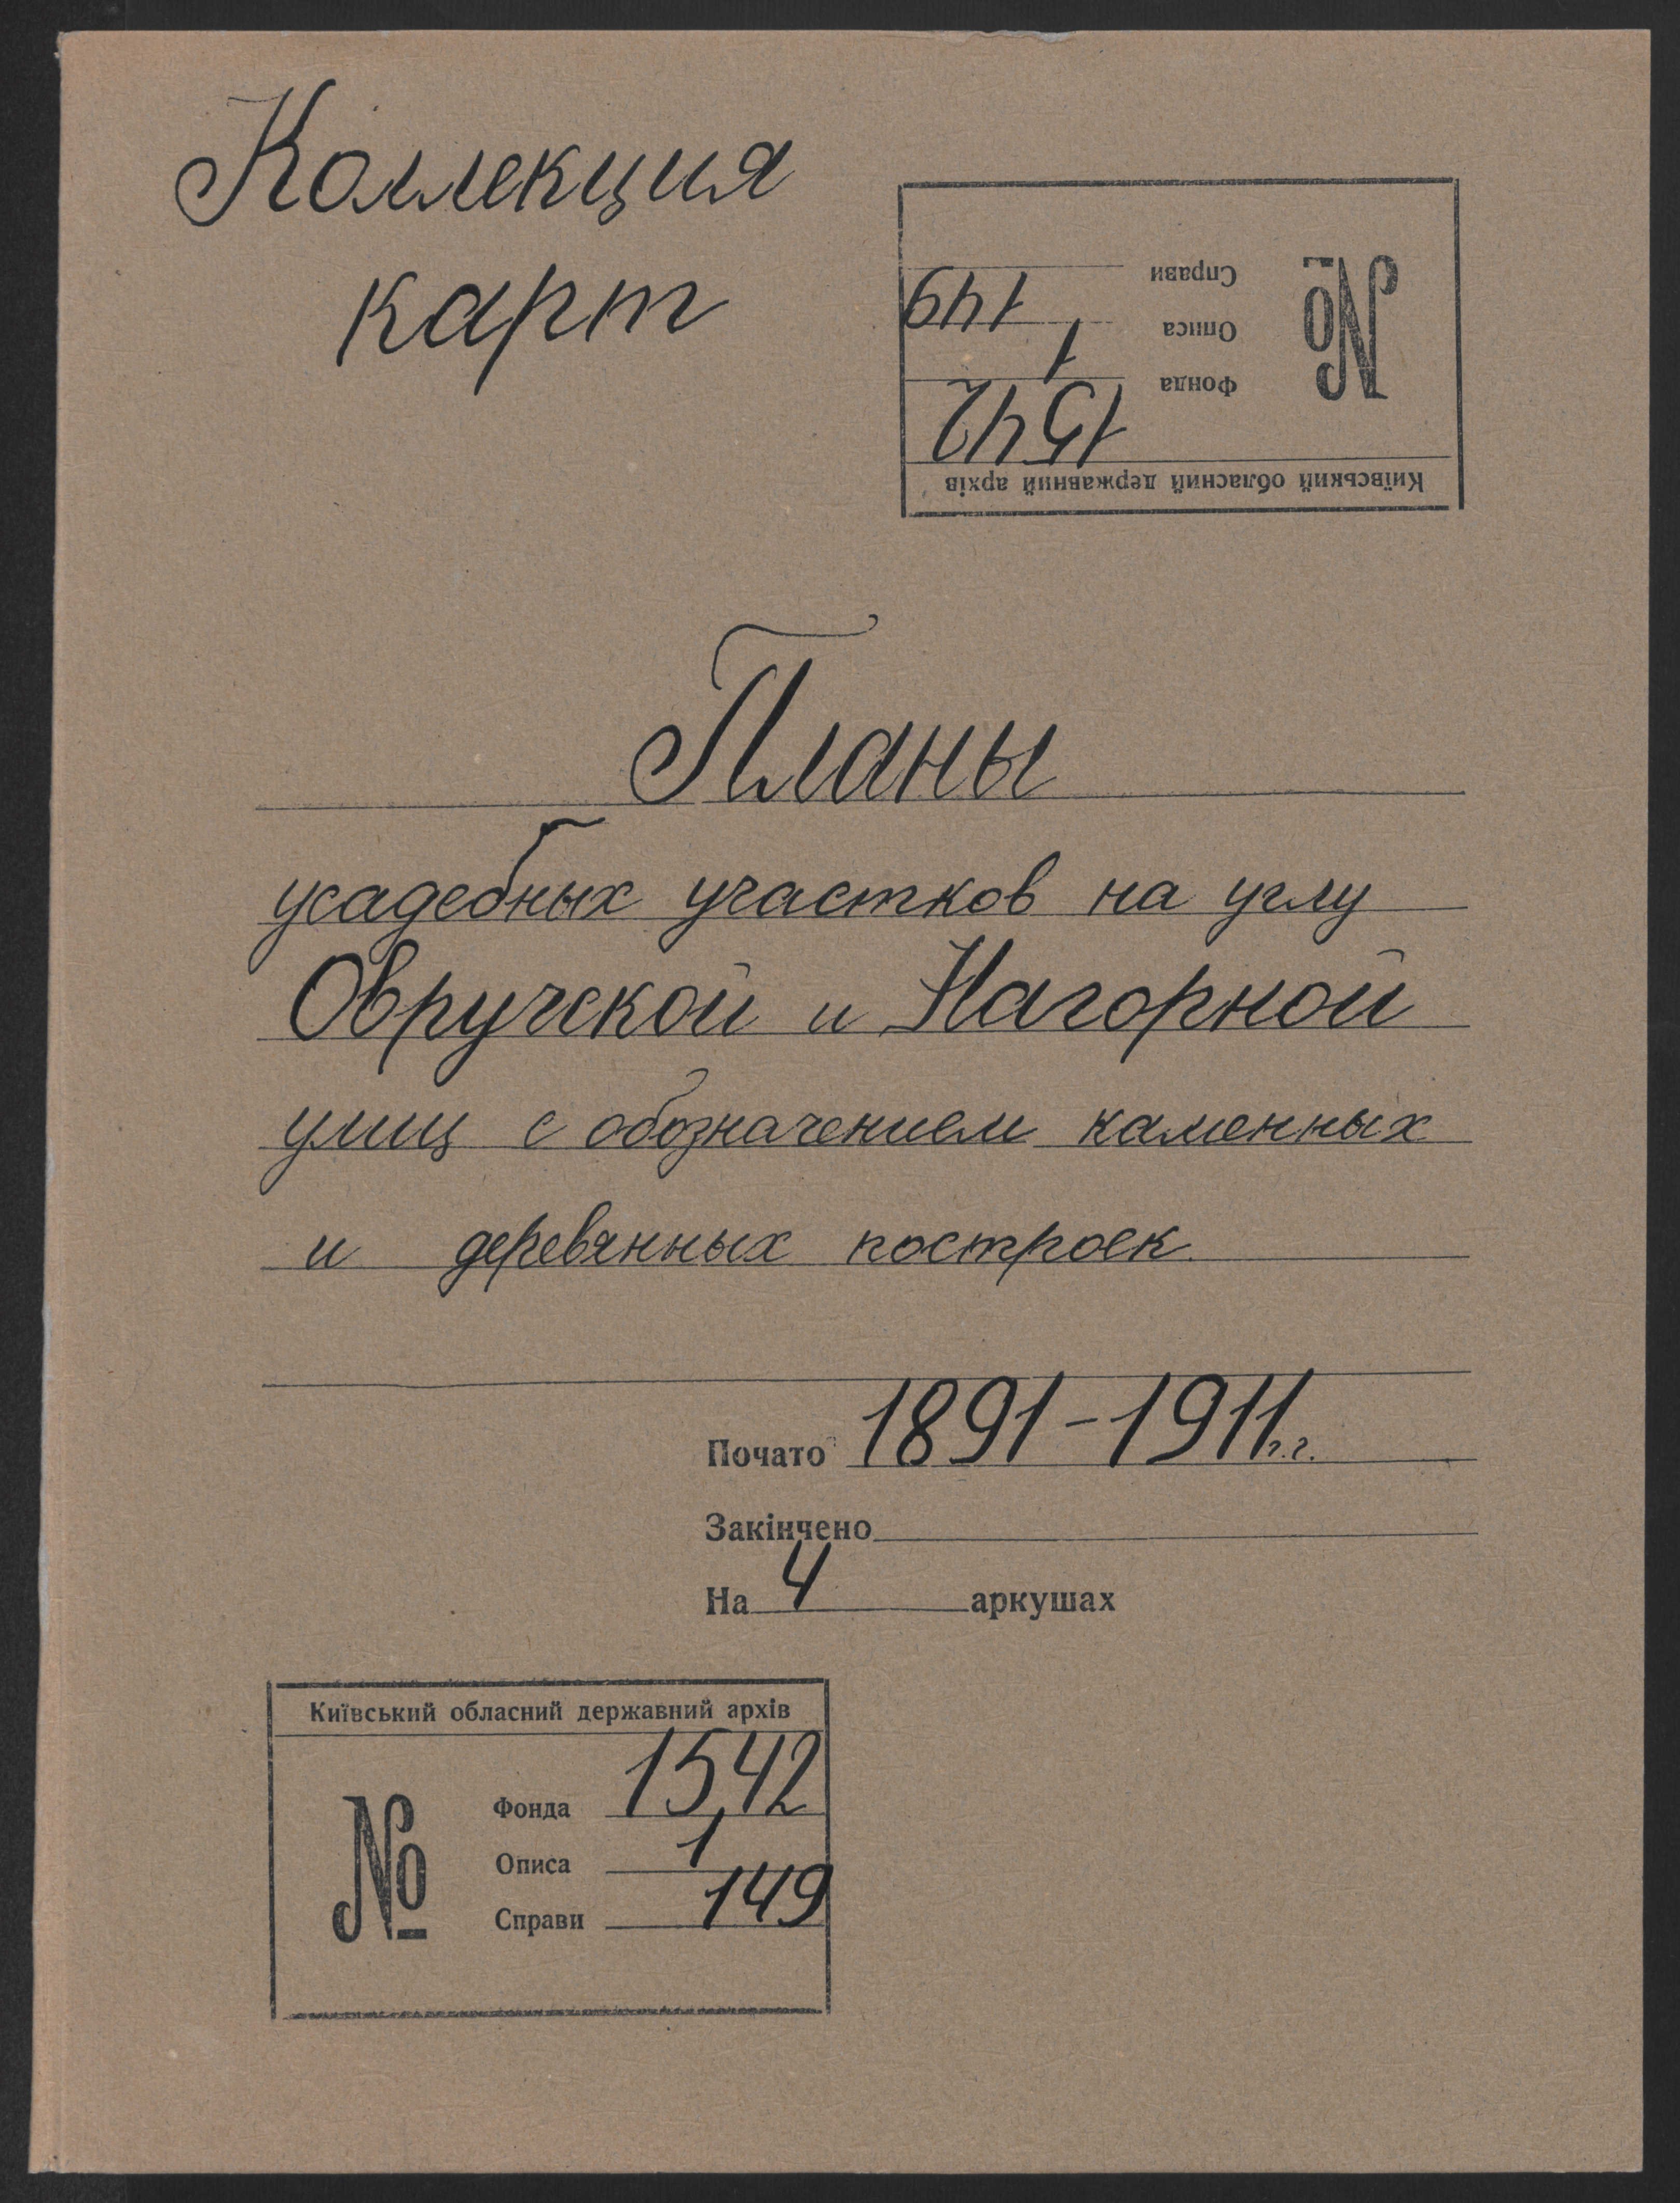 Коллекция
карт
Київський обласний державний архів
№
Фонда 1542
Описа 1
Справи 149
Планы
усадебных участков на углу
Овручской и Нагорной
улиц с обозначением каменных
и деревянных построек
Почато 1891-1911г.г.
Закінчено
На 4 аркушах
Київський обласний державний архів
№
Фонда 1542
Описа 1
Справи 149